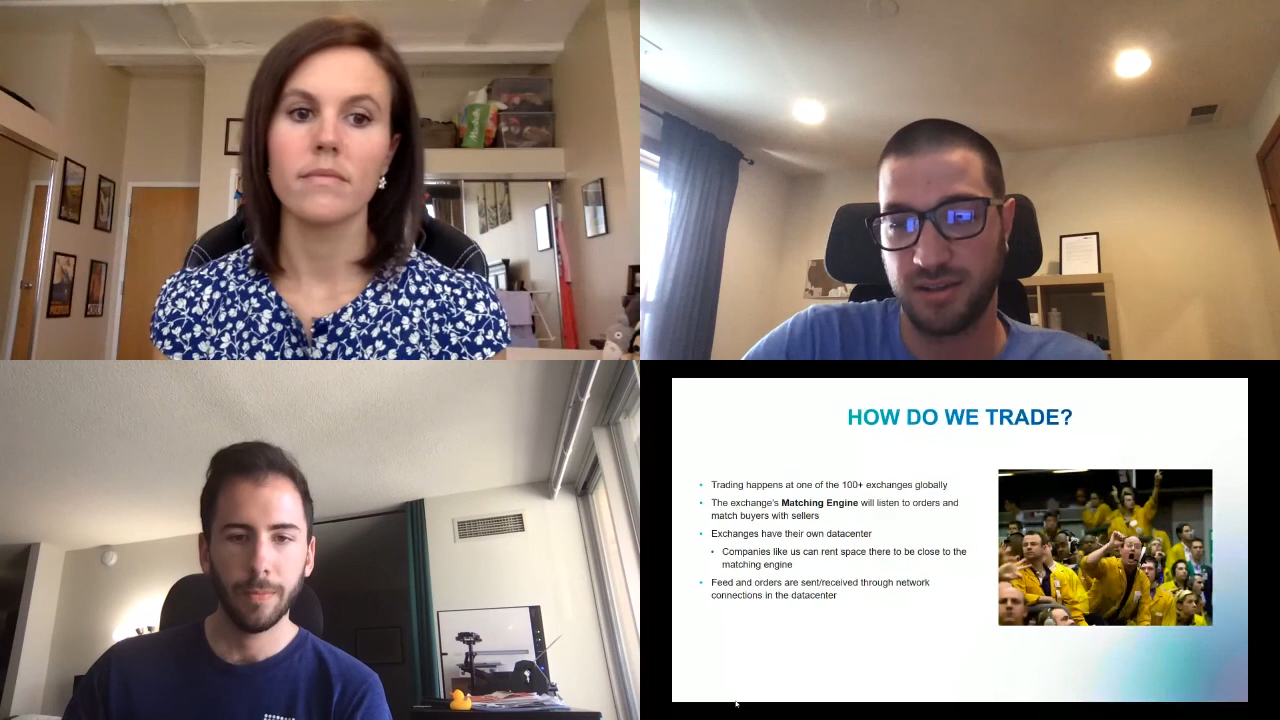 HOW DO WE TRADE?
• Trading happens at one of the 100+ exchanges globally
• The exchange's Matching Engine will listen to orders and
match buyers with sellers
• Exchanges have their own datacenter
• Companies like us can rent space there to be close to the
matching engine
• Feed and orders are sent/received through network
connections in the datacenter